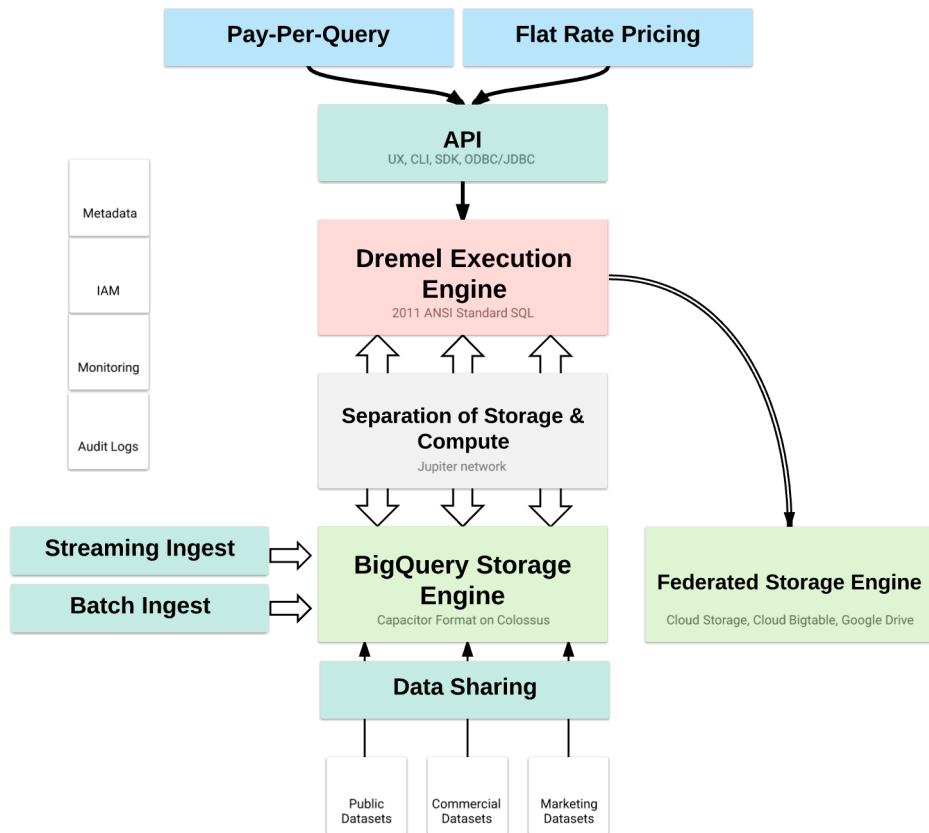 Pay-Per-Query
Flat Rate Pricing
API
UX, CLI, SDK, ODBC/JDBC
Metadata
IAM
Monitoring
Audit Logs
Dremel Execution
Engine
2011 ANSI Standard SQL
Separation of Storage &
Compute
Jupiter network
Streaming Ingest
Batch Ingest
BigQuery Storage
Engine
Capacitor Format on Colossus
Federated Storage Engine
Cloud Storage, Cloud Bigtable, Google Drive
Data Sharing
Public
Datasets
Commercial
Datasets
Marketing
Datasets